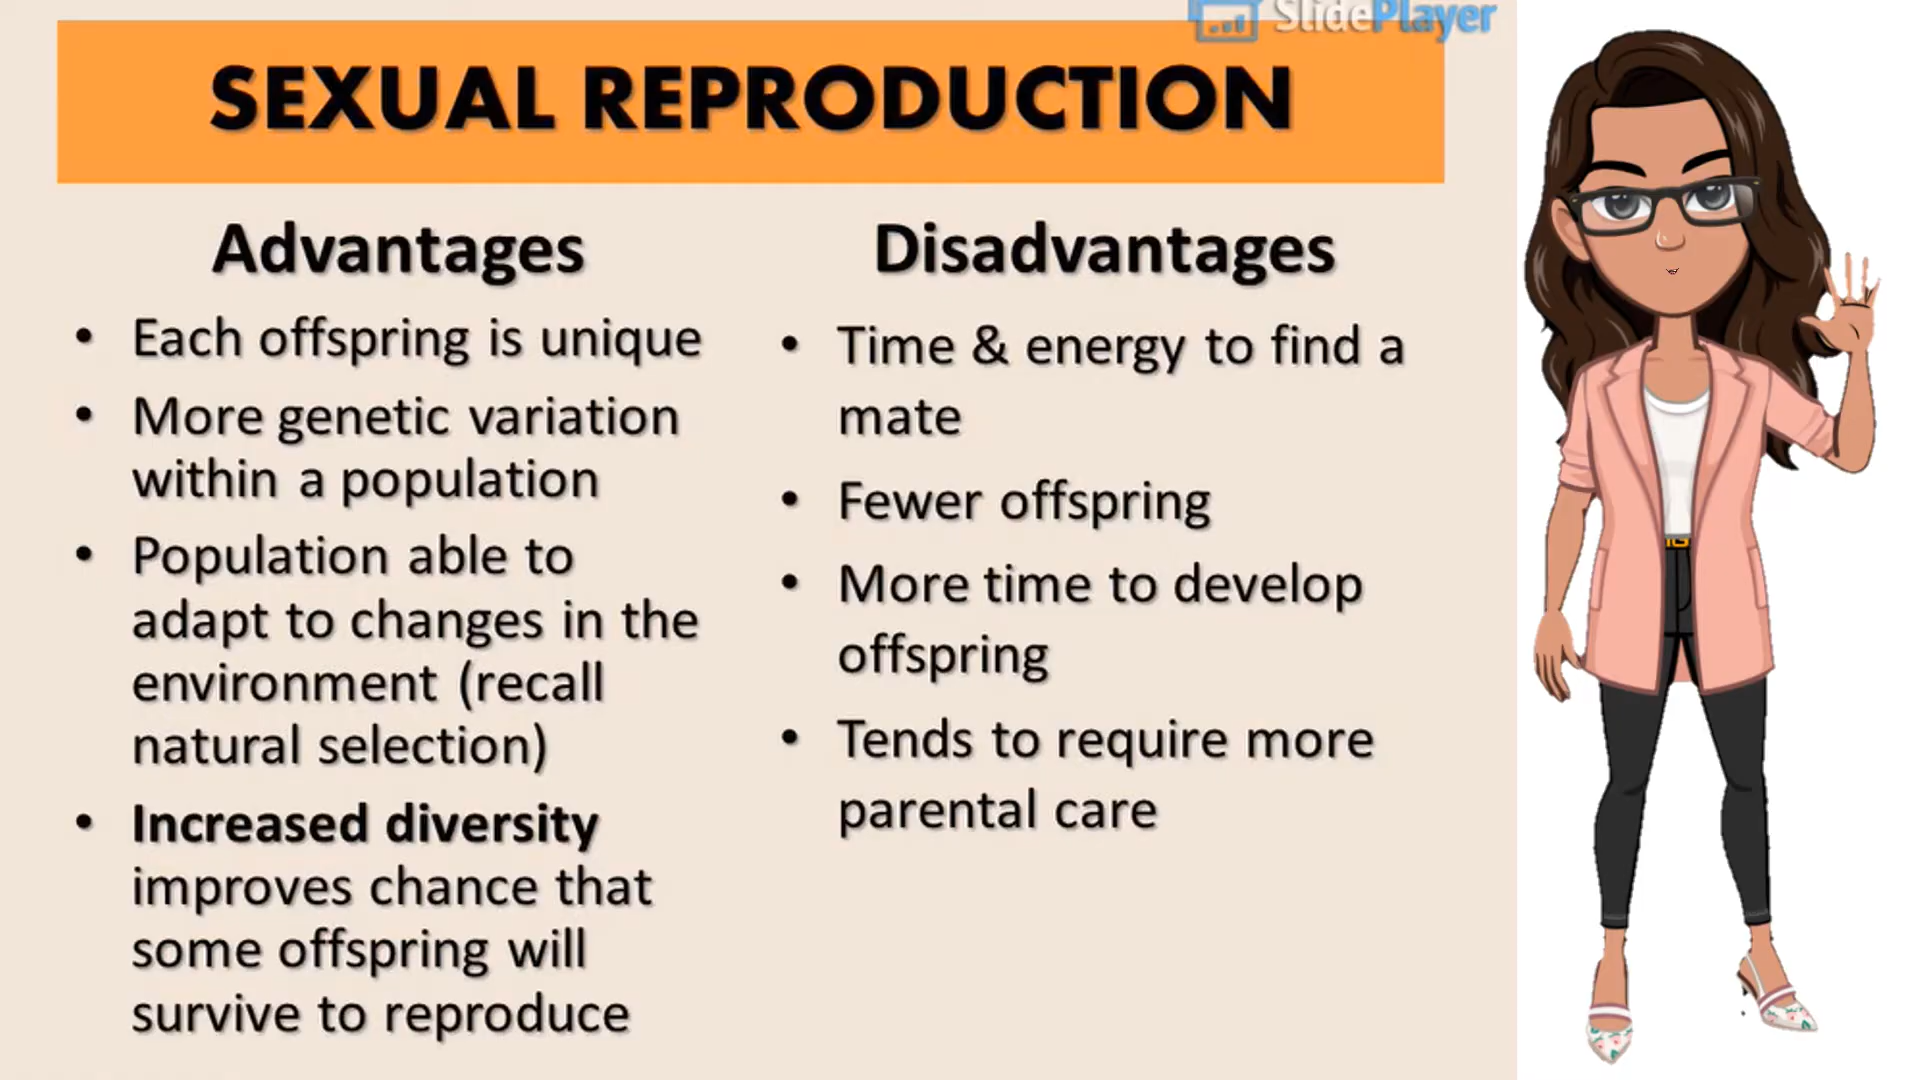 SlidePlayer
SEXUAL REPRODUCTION
Advantages
• Each offspring is unique
• More genetic variation
within a population
• Population able to
adapt to changes in the
environment (recall
natural selection)
• Increased diversity
improves chance that
some offspring will
survive to reproduce
Disadvantages
• Time & energy to find a
mate
• Fewer offspring
• More time to develop
offspring
• Tends to require more
parental care